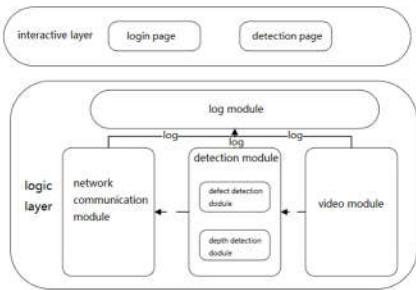 interactive layer
login page
detection page
log module
log
log
log
logic
layer
network
communication
module
detection module
defect detection
dodule
depth detection
dodule
video module